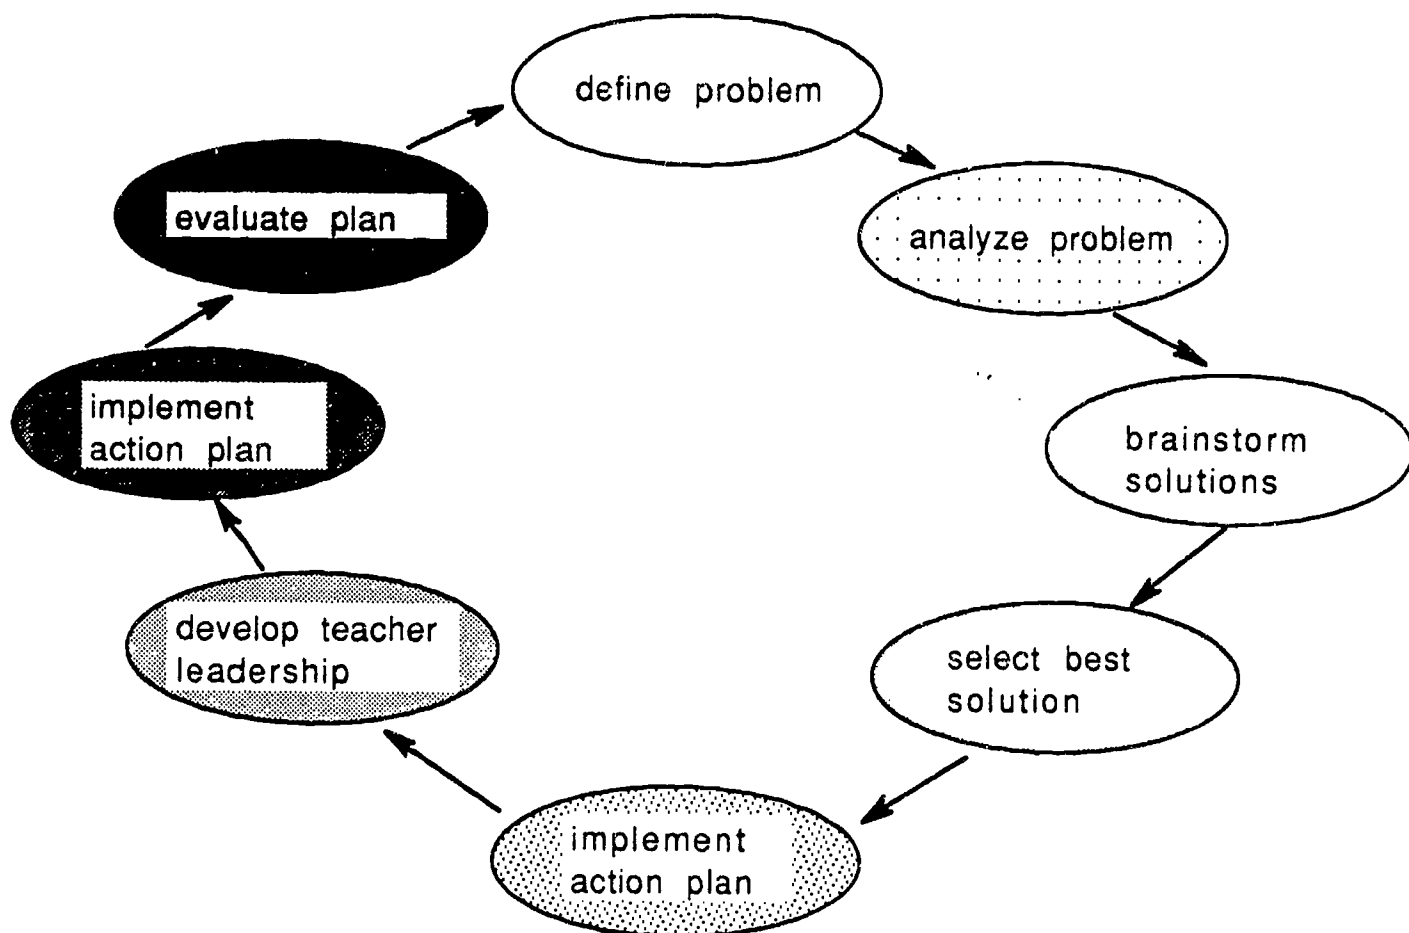 define problem
analyze problem
brainstorm
solutions
select best
solution
implement
action plan
develop teacher
leadership
implement
action plan
evaluate plan